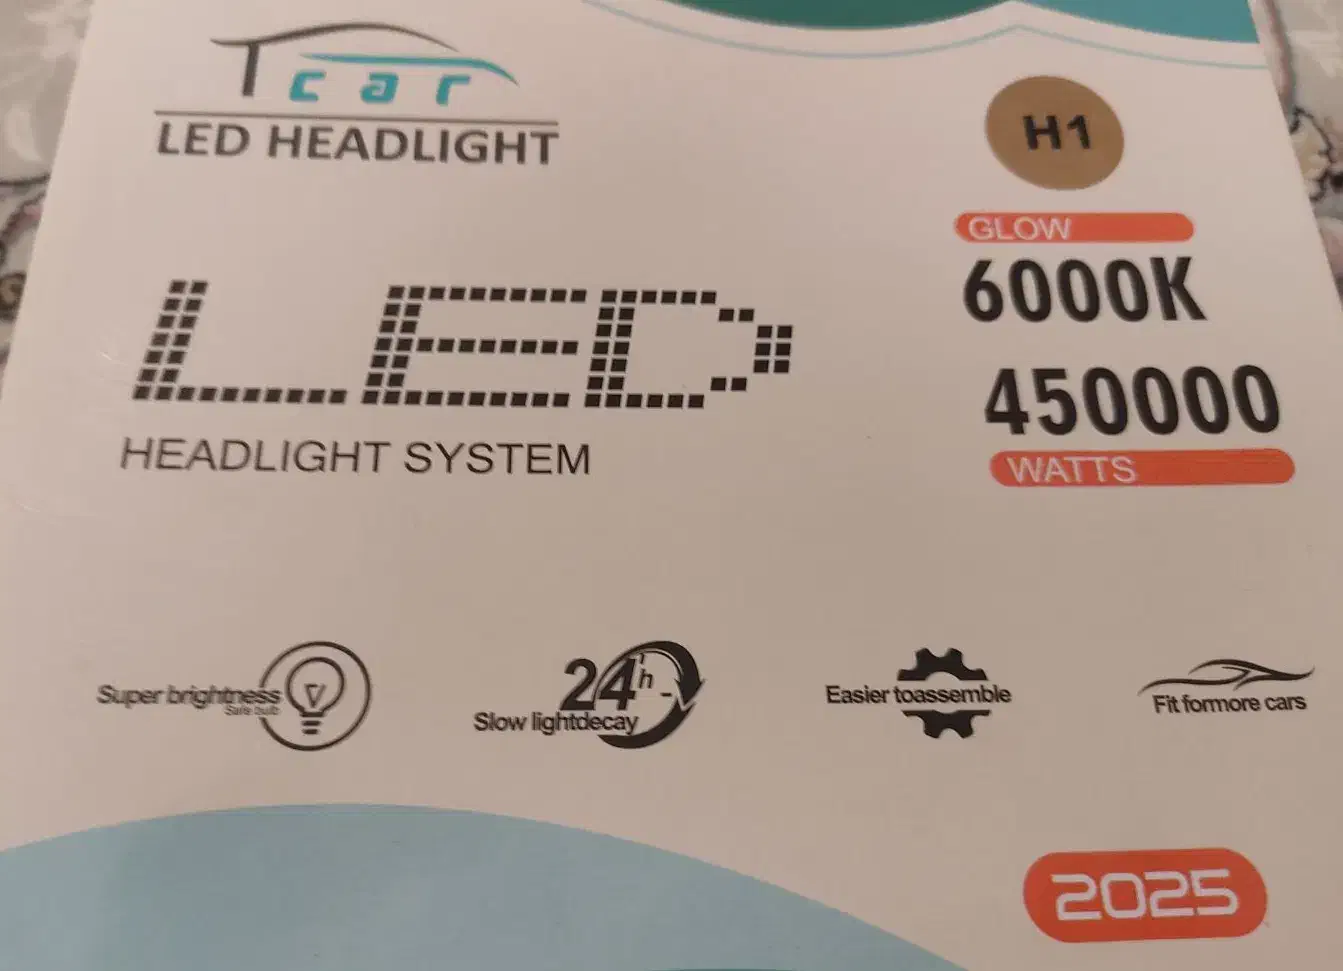 Tcar
LED HEADLIGHT
H1
GLOW
6000K
450000
WATTS
LED
HEADLIGHT SYSTEM
Super brightness
Safe bulb
24h
Slow lightdecay
Easier toassemble
Fit formore cars
2025